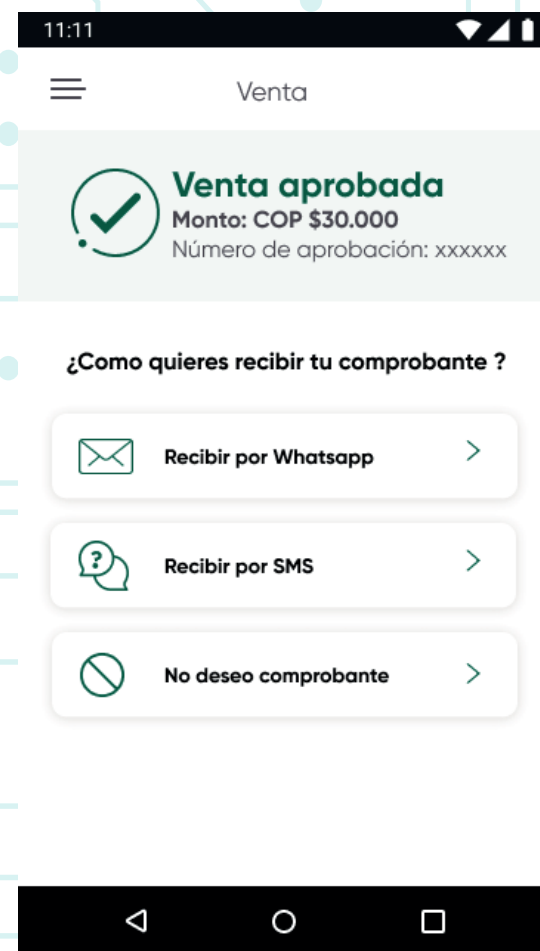 11:11
Venta
Venta aprobada
Monto: COP $30.000
Número de aprobación: xxxxxx
¿Como quieres recibir tu comprobante ?
Recibir por Whatsapp
?
Recibir por SMS
No deseo comprobante